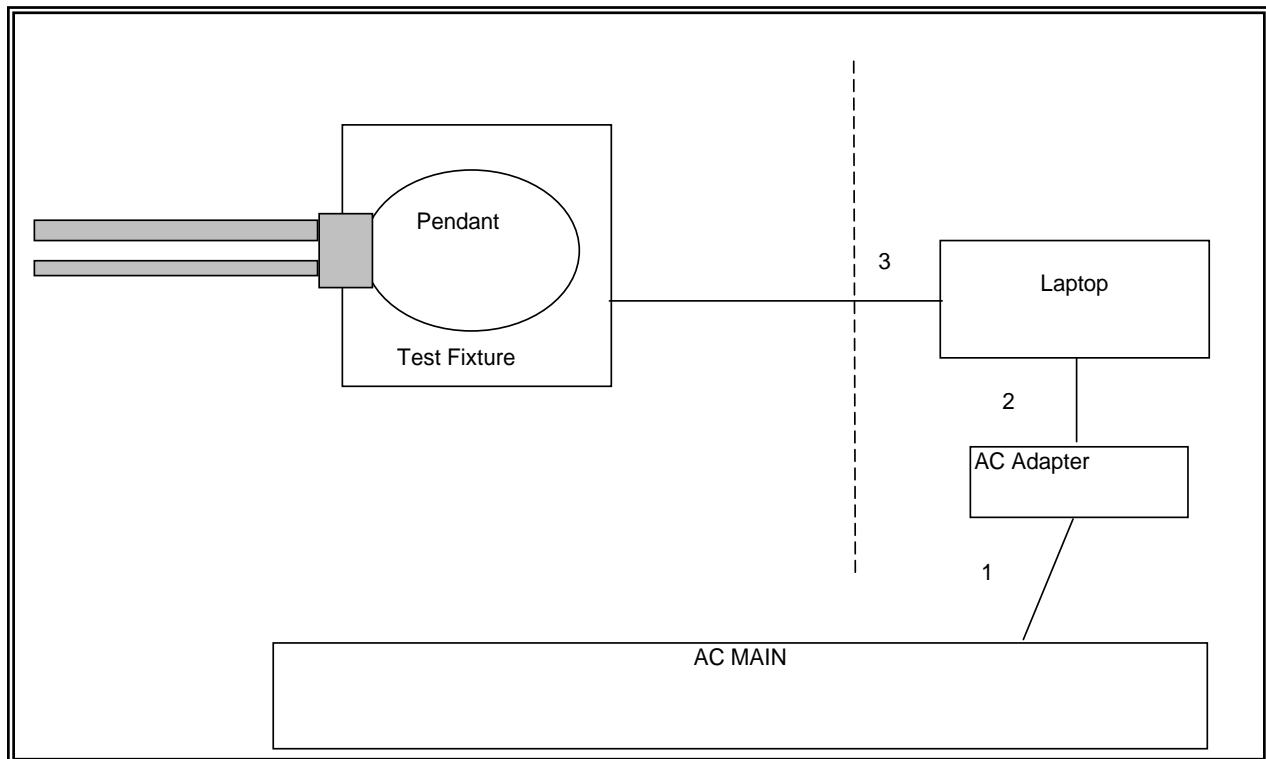 Pendant
3
Laptop
Test Fixture
2
AC Adapter
1
AC MAIN